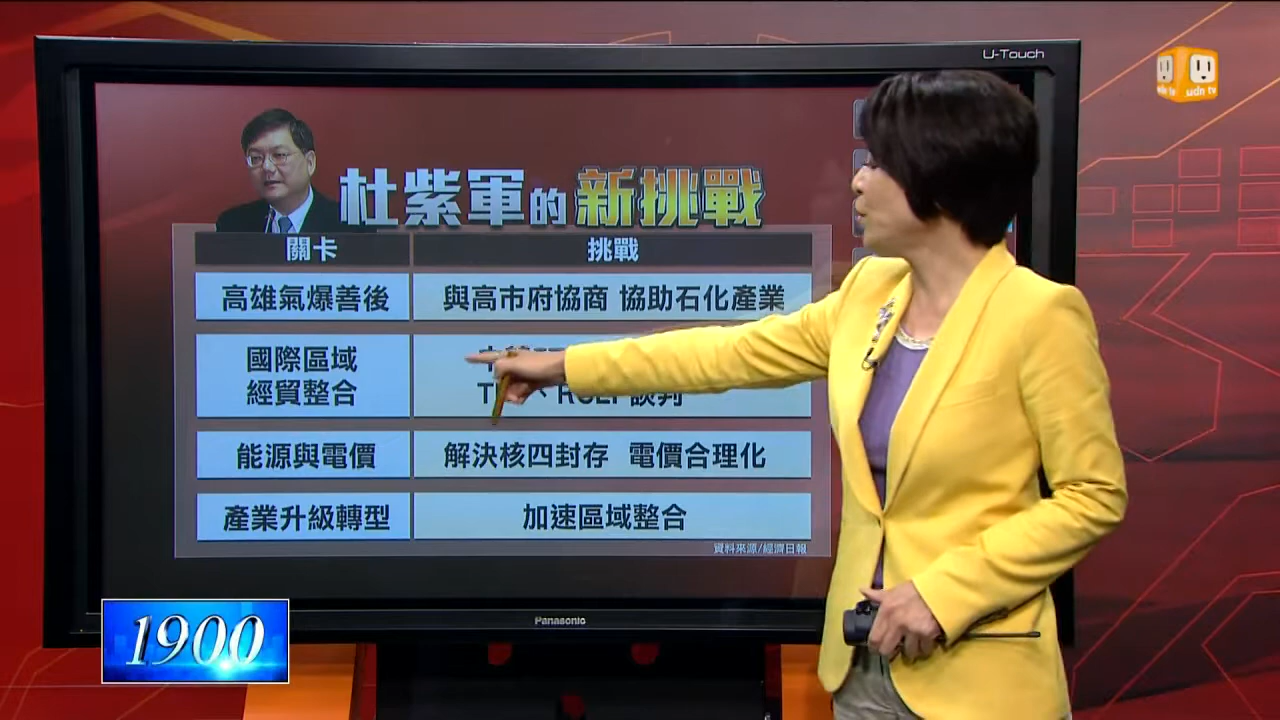 U-Touch
udn tv
杜紫軍的新挑戰
關卡
挑戰
高雄氣爆善後
與高市府協商 協助石化產業
國際區域
經貿整合
談判
能源與電價
解決核四封存 電價合理化
產業升級轉型
加速區域整合
資料來源/經濟日報
Panasonic
1900